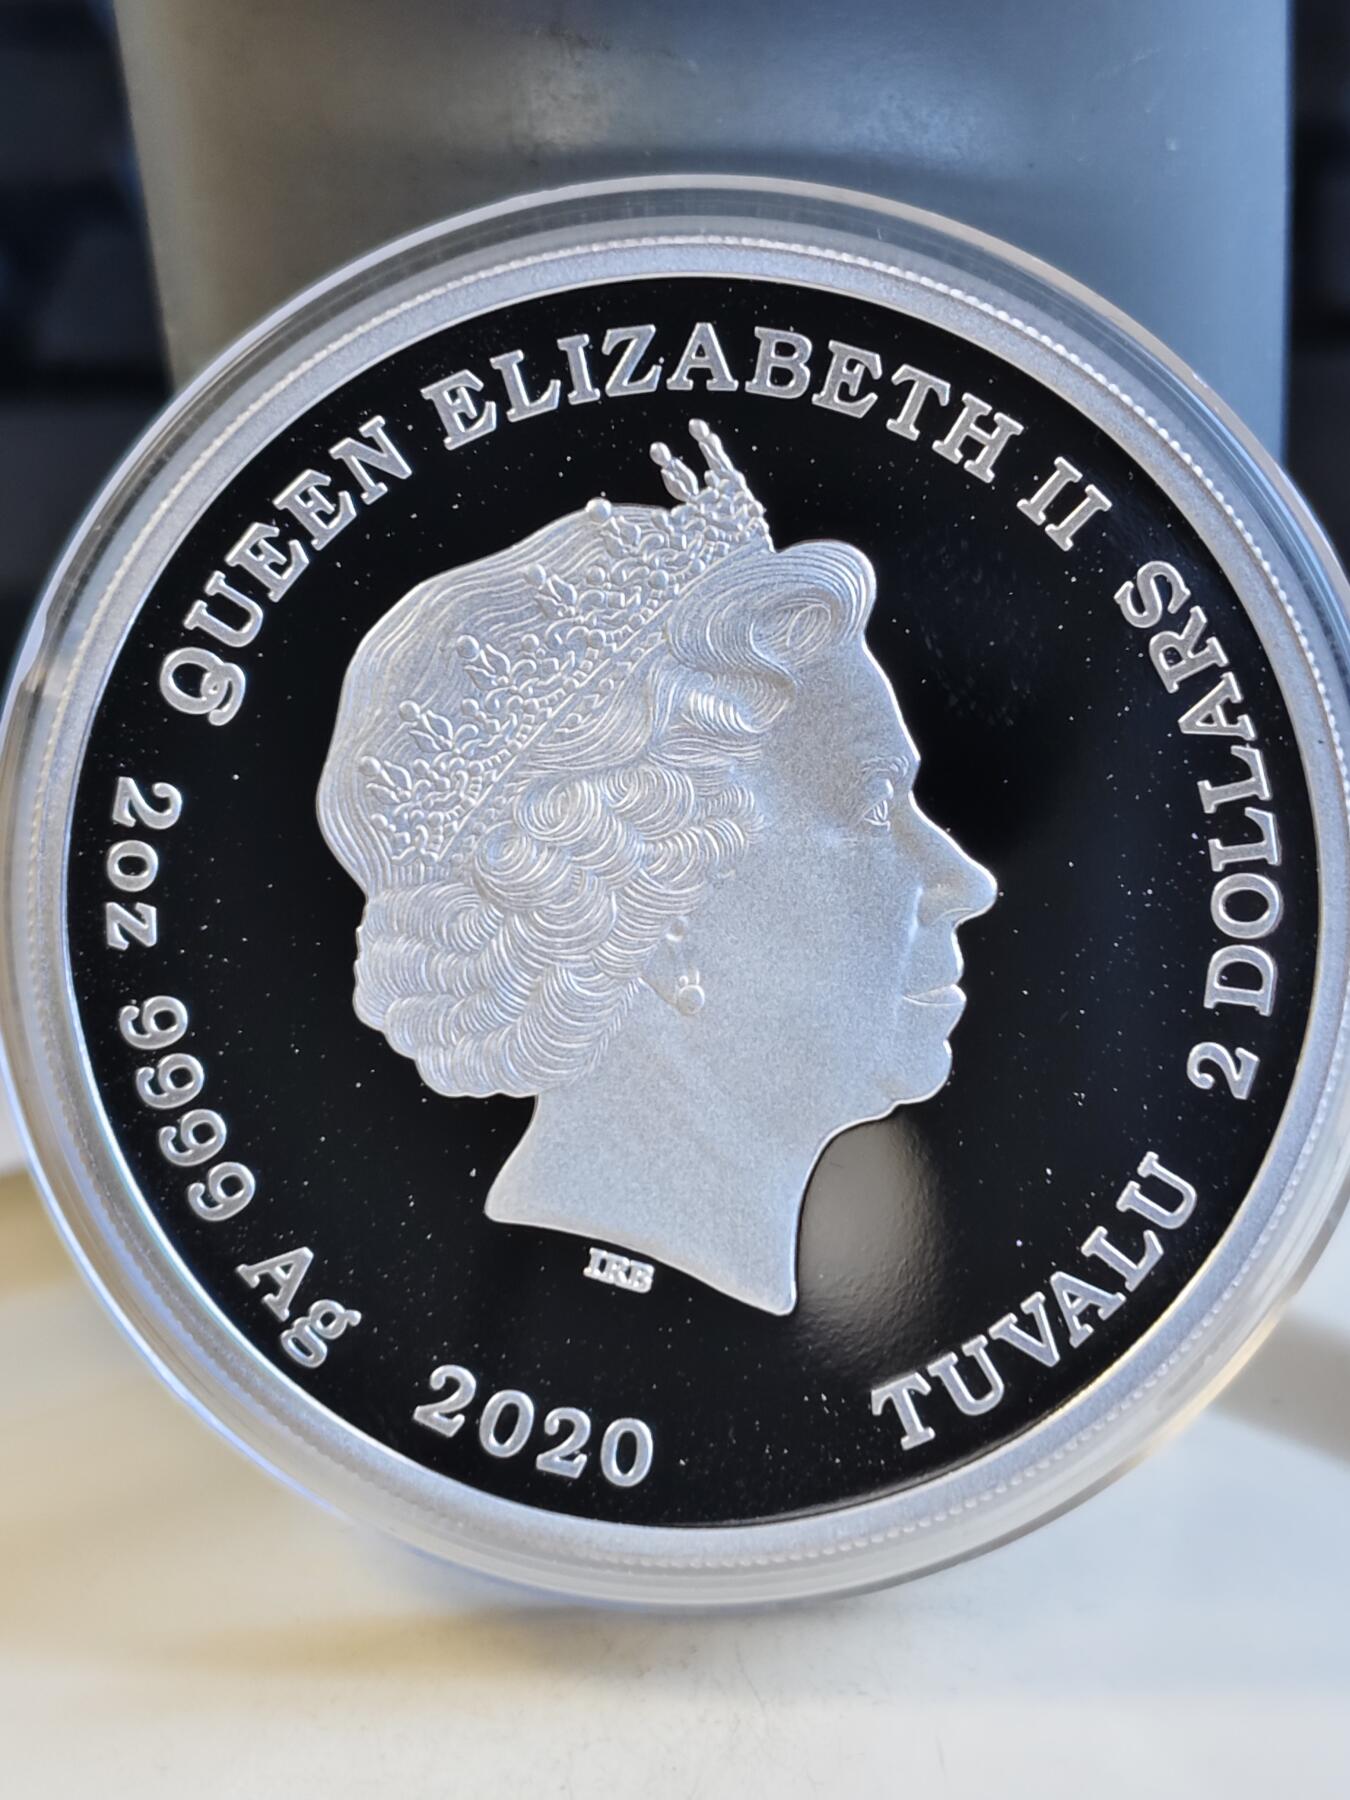 QUEEN ELIZABETH II
2 DOLLARS
TUVALU
2020
2oz 9999 Ag
IRB